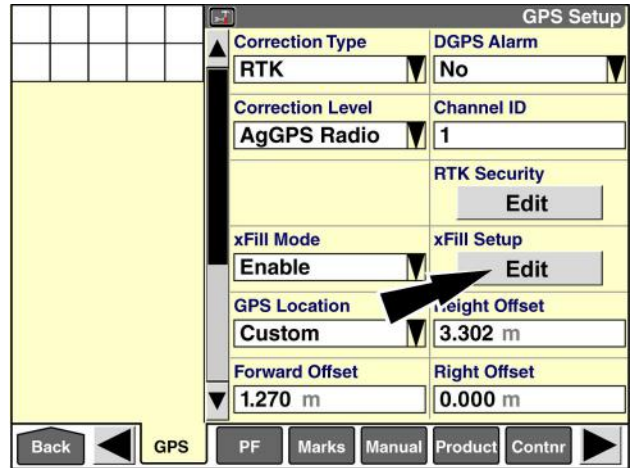 GPS Setup
Correction Type
DGPS Alarm
RTK
No
Correction Level
Channel ID
AgGPS Radio
1
RTK Security
Edit
xFill Mode
xFill Setup
Enable
Edit
GPS Location
Height Offset
Custom
3.302 m
Forward Offset
Right Offset
1.270 m
0.000 m
Back
GPS
PF
Marks
Manual
Product
Contnr